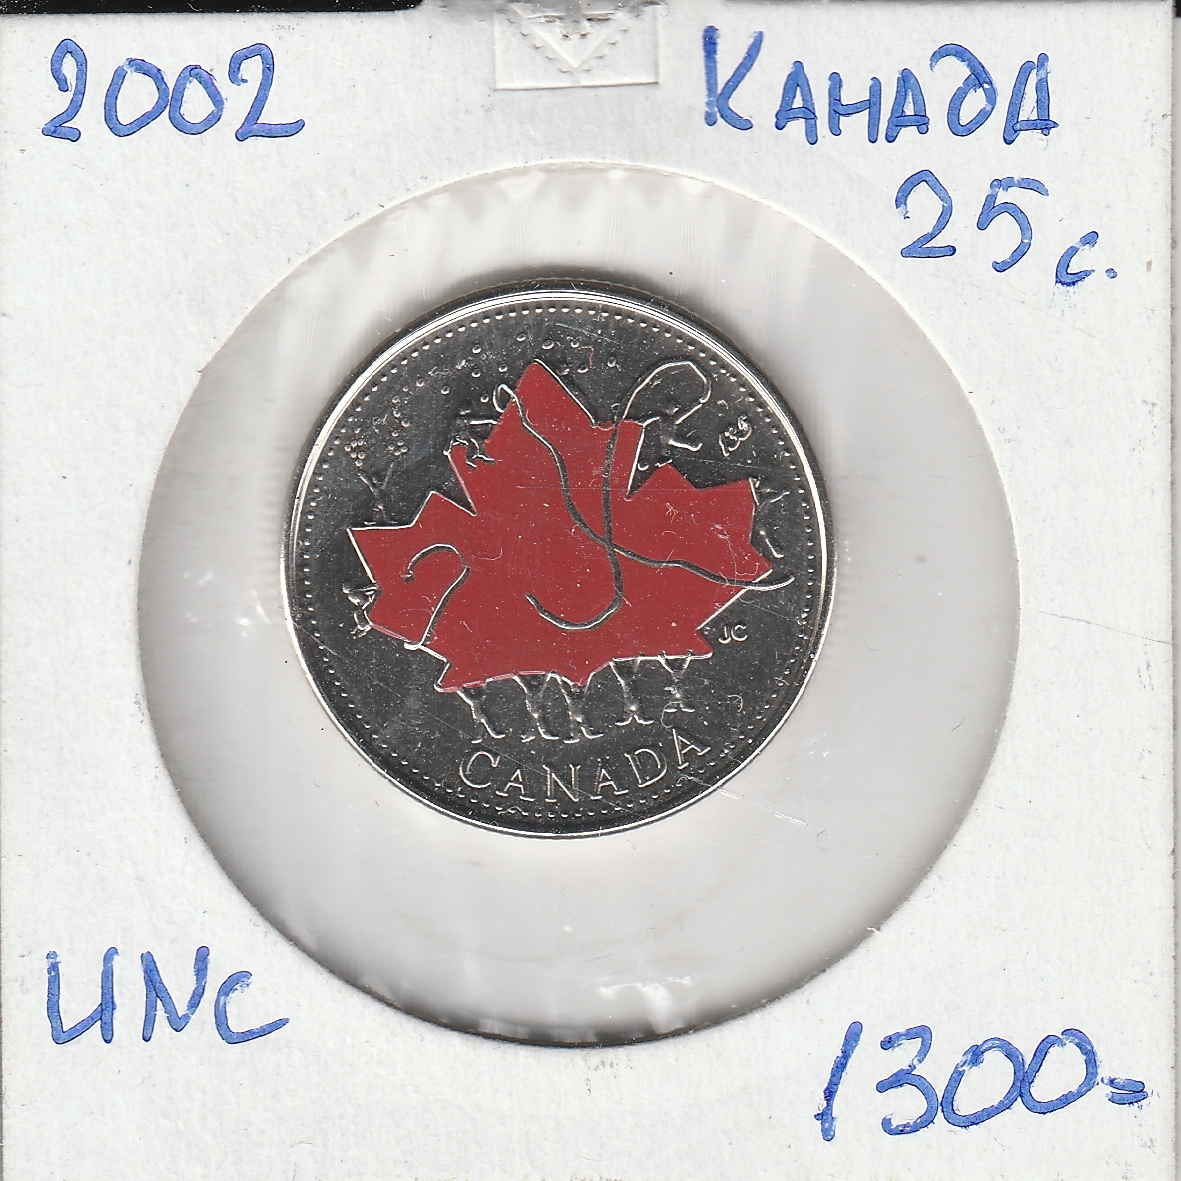 2002
Канада
25 с.
JC
CANADA
UNC
1300=